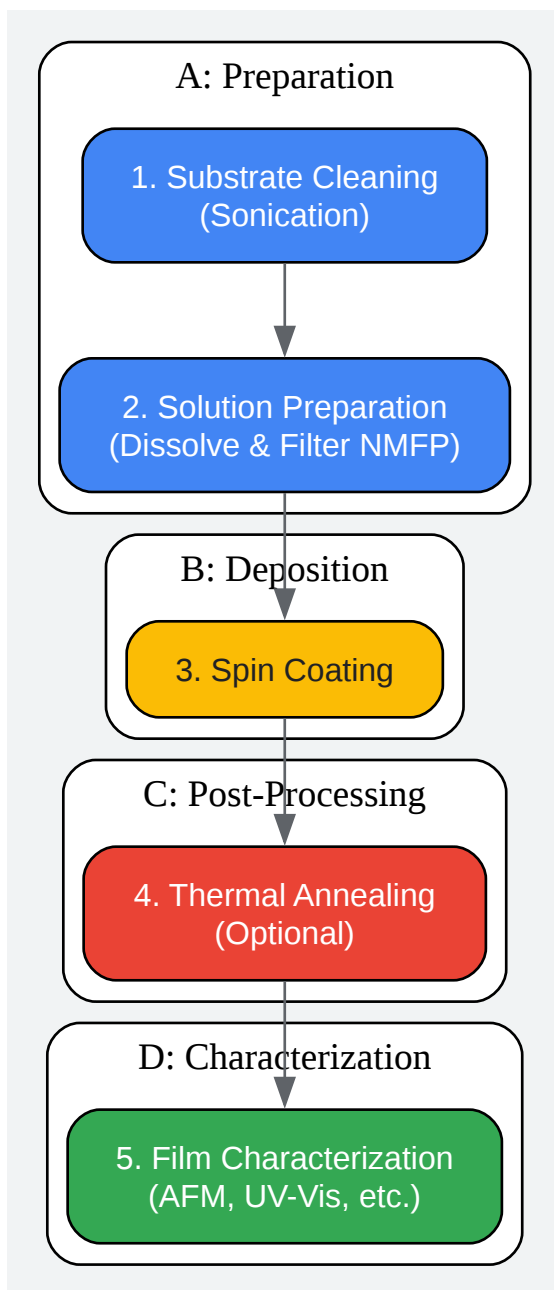 A: Preparation
1. Substrate Cleaning
(Sonication)
2. Solution Preparation
(Dissolve & Filter NMFP)
B: Deposition
3. Spin Coating
C: Post-Processing
4. Thermal Annealing
(Optional)
D: Characterization
5. Film Characterization
(AFM, UV-Vis, etc.)